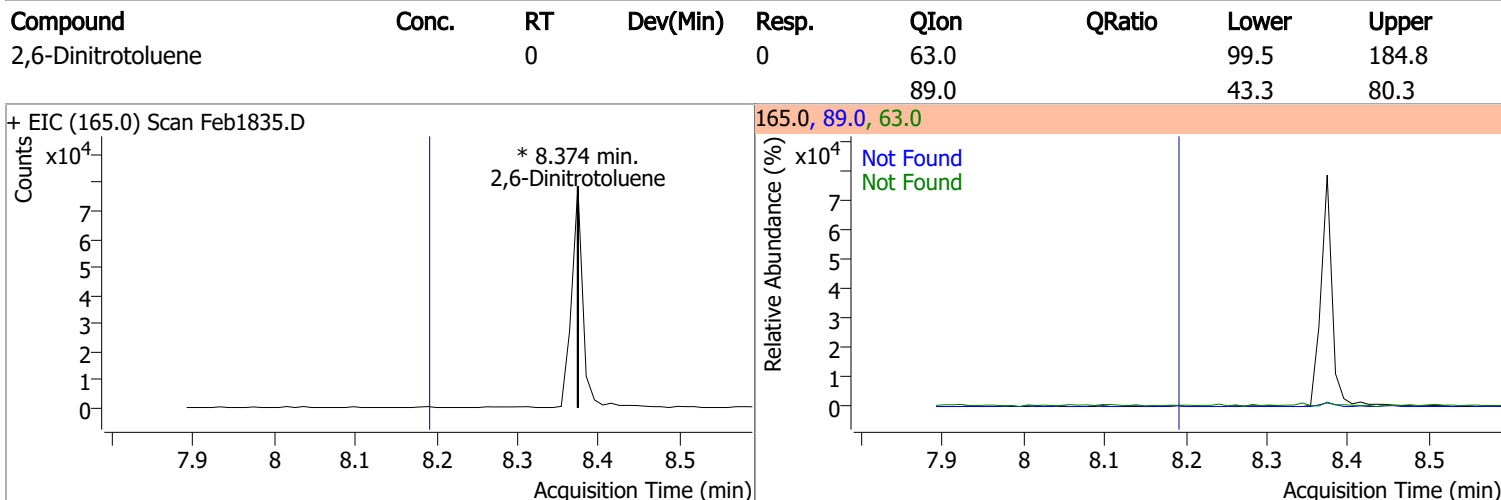 Compound Conc. RT Dev(Min) Resp. QIon QRatio Lower Upper
2,6-Dinitrotoluene 0 0 63.0 99.5 184.8
89.0 43.3 80.3
+ EIC (165.0) Scan Feb1835.D
Counts
x10⁴
* 8.374 min.
2,6-Dinitrotoluene
7
6
5
4
3
2
1
0
7.9 8 8.1 8.2 8.3 8.4 8.5
Acquisition Time (min)
165.0, 89.0, 63.0
Relative Abundance (%)
x10⁴
Not Found
Not Found
7
6
5
4
3
2
1
0
7.9 8 8.1 8.2 8.3 8.4 8.5
Acquisition Time (min)